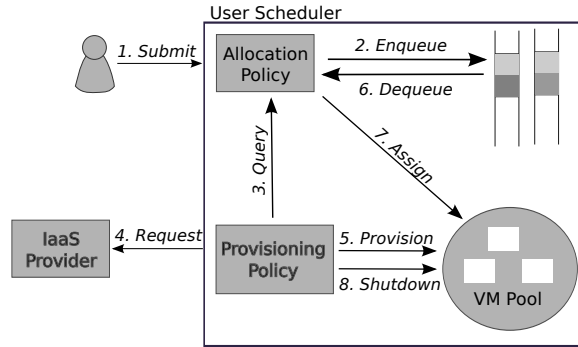 User Scheduler
1. Submit
Allocation
Policy
2. Enqueue
6. Dequeue
3. Query
7. Assign
IaaS
Provider
4. Request
Provisioning
Policy
5. Provision
8. Shutdown
VM Pool